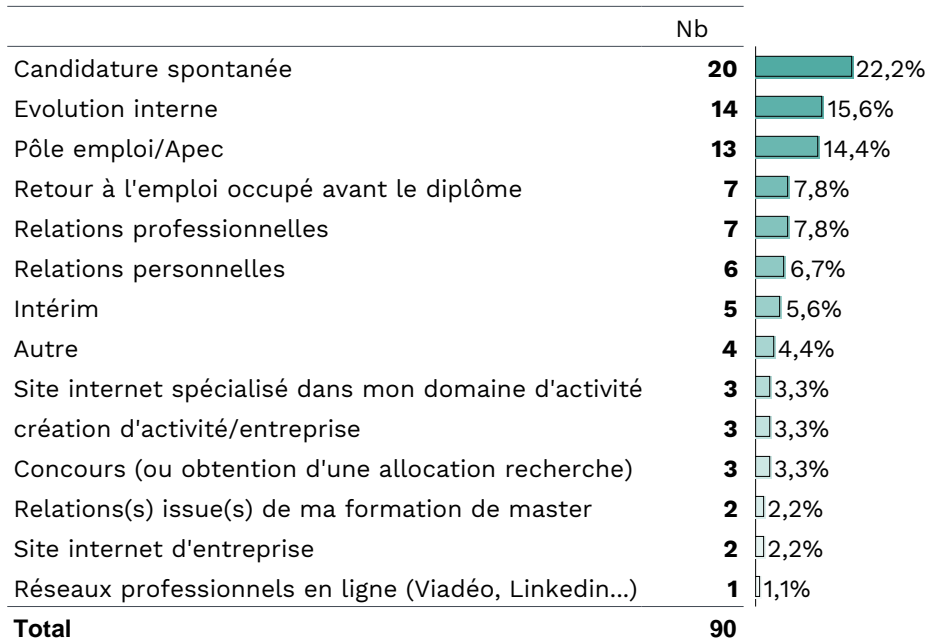 Nb
Candidature spontanée 20 22,2%
Evolution interne 14 15,6%
Pôle emploi/Apec 13 14,4%
Retour à l'emploi occupé avant le diplôme 7 7,8%
Relations professionnelles 7 7,8%
Relations personnelles 6 6,7%
Intérim 5 5,6%
Autre 4 4,4%
Site internet spécialisé dans mon domaine d'activité 3 3,3%
création d'activité/entreprise 3 3,3%
Concours (ou obtention d'une allocation recherche) 3 3,3%
Relations(s) issue(s) de ma formation de master 2 2,2%
Site internet d'entreprise 2 2,2%
Réseaux professionnels en ligne (Viadéo, Linkedin...) 1 1,1%
Total 90